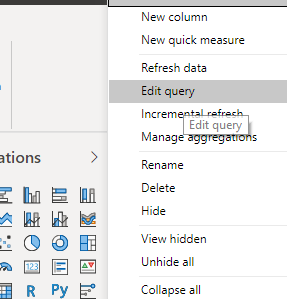 New column
New quick measure
Refresh data
Edit query
Incremental refresh
Edit query
Manage aggregations
ations
Rename
Delete
Hide
View hidden
Unhide all
Collapse all
123
R
Py